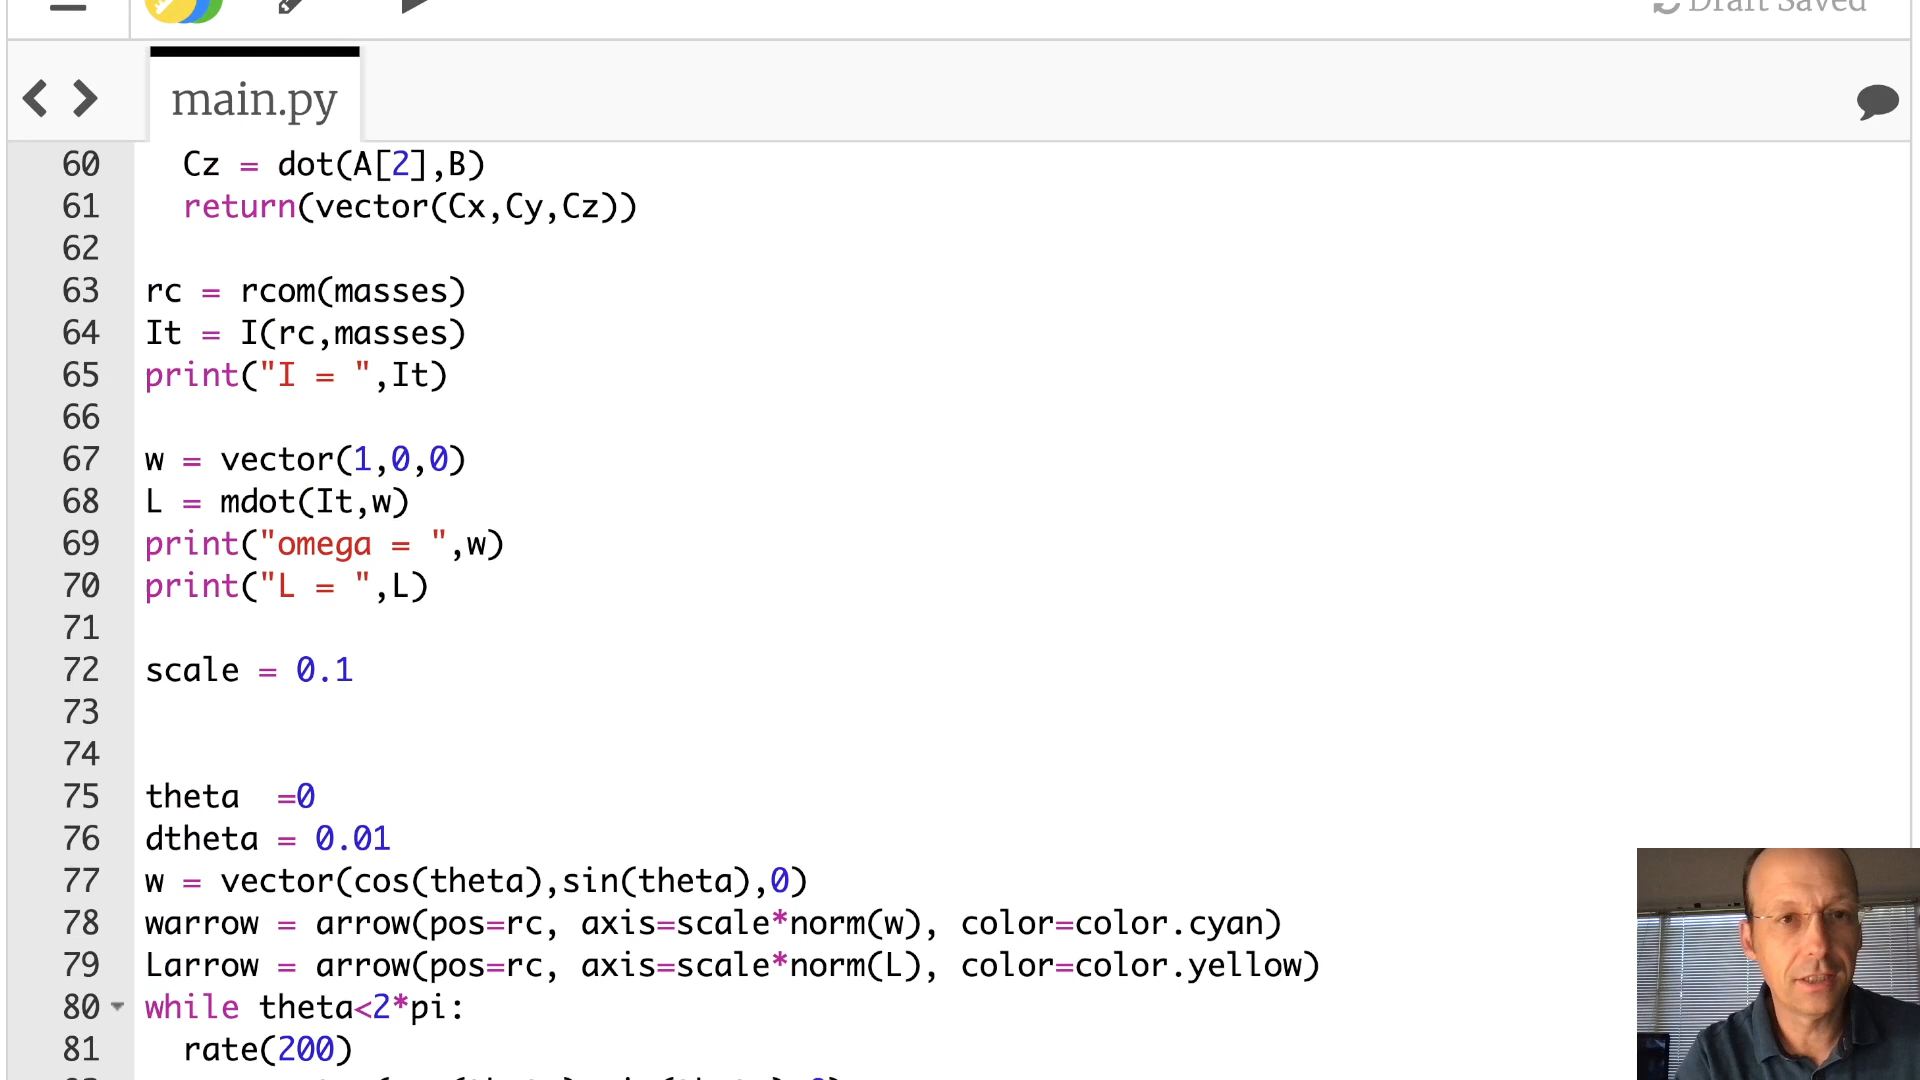 Draft Saved
main.py
60 Cz = dot(A[2],B)
61 return(vector(Cx,Cy,Cz))
62
63 rc = rcom(masses)
64 It = I(rc,masses)
65 print("I = ",It)
66
67 w = vector(1,0,0)
68 L = mdot(It,w)
69 print("omega = ",w)
70 print("L = ",L)
71
72 scale = 0.1
73
74
75 theta  =0
76 dtheta = 0.01
77 w = vector(cos(theta),sin(theta),0)
78 warrow = arrow(pos=rc, axis=scale*norm(w), color=color.cyan)
79 Larrow = arrow(pos=rc, axis=scale*norm(L), color=color.yellow)
80 while theta<2*pi:
81 rate(200)